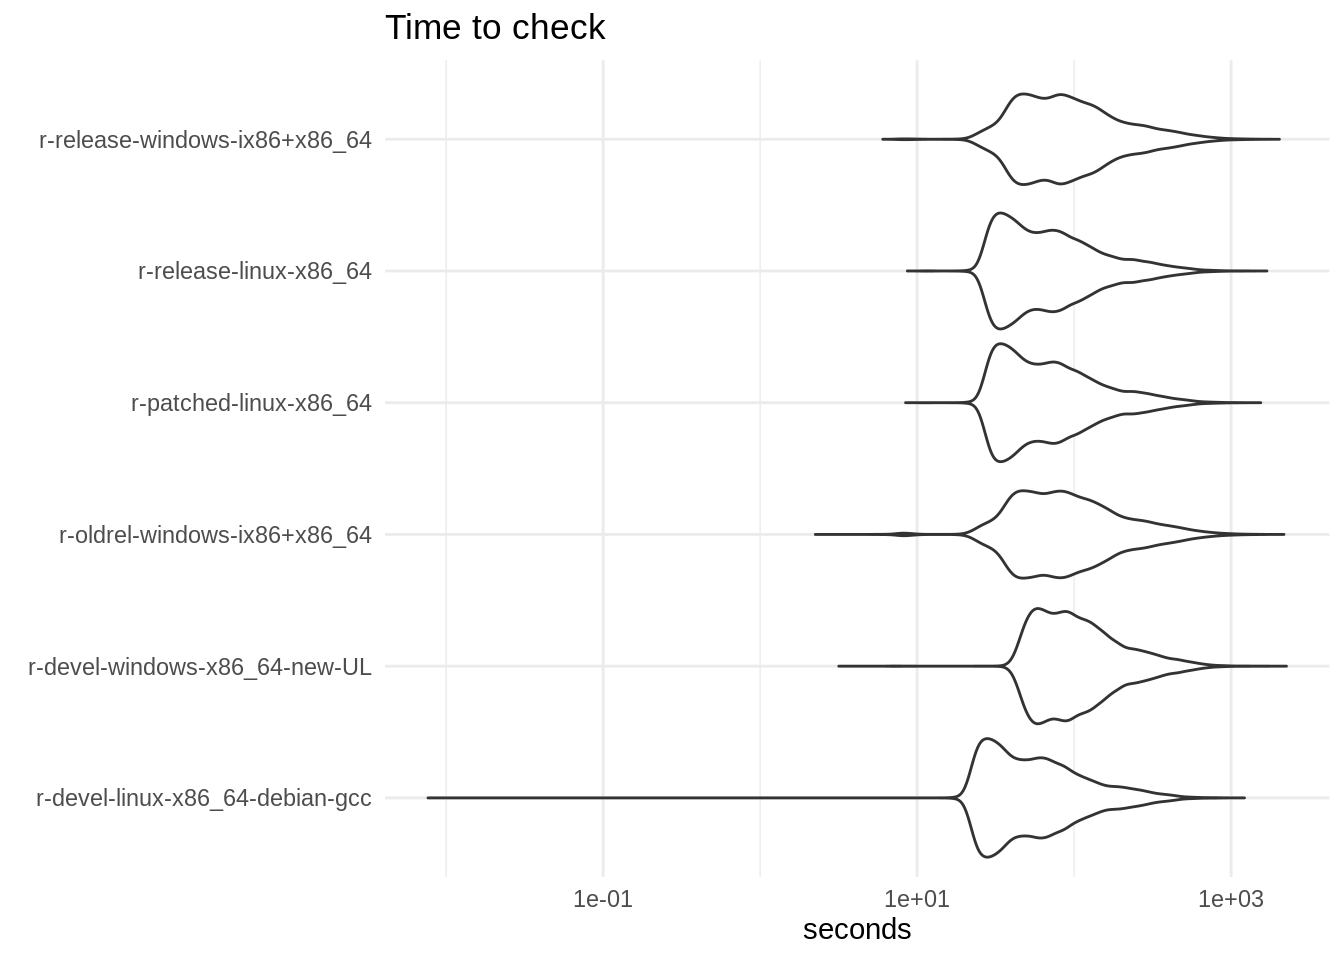 Time to check
r-release-windows-ix86+x86_64
r-release-linux-x86_64
r-patched-linux-x86_64
r-oldrel-windows-ix86+x86_64
r-devel-windows-x86_64-new-UL
r-devel-linux-x86_64-debian-gcc
1e-01 1e+01 1e+03
seconds